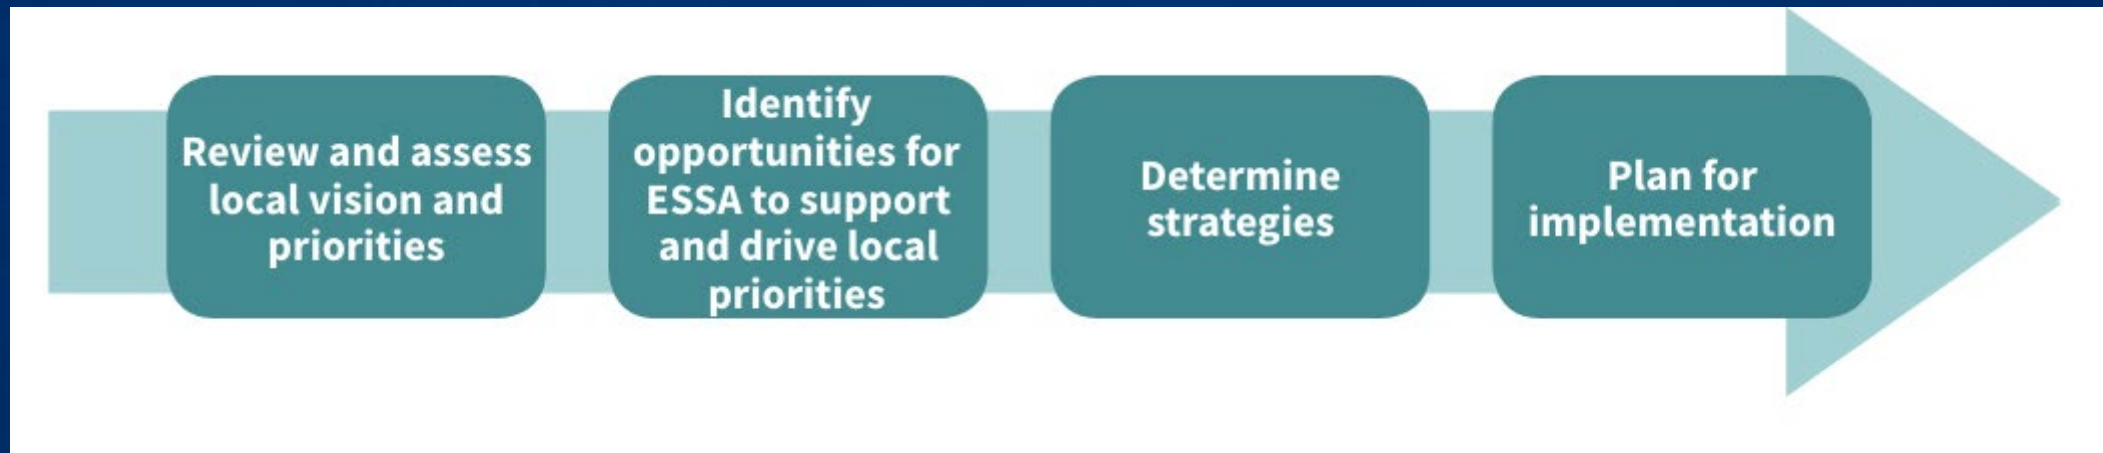 Review and assess
local vision and
priorities
Identify
opportunities for
ESSA to support
and drive local
priorities
Determine
strategies
Plan for
implementation